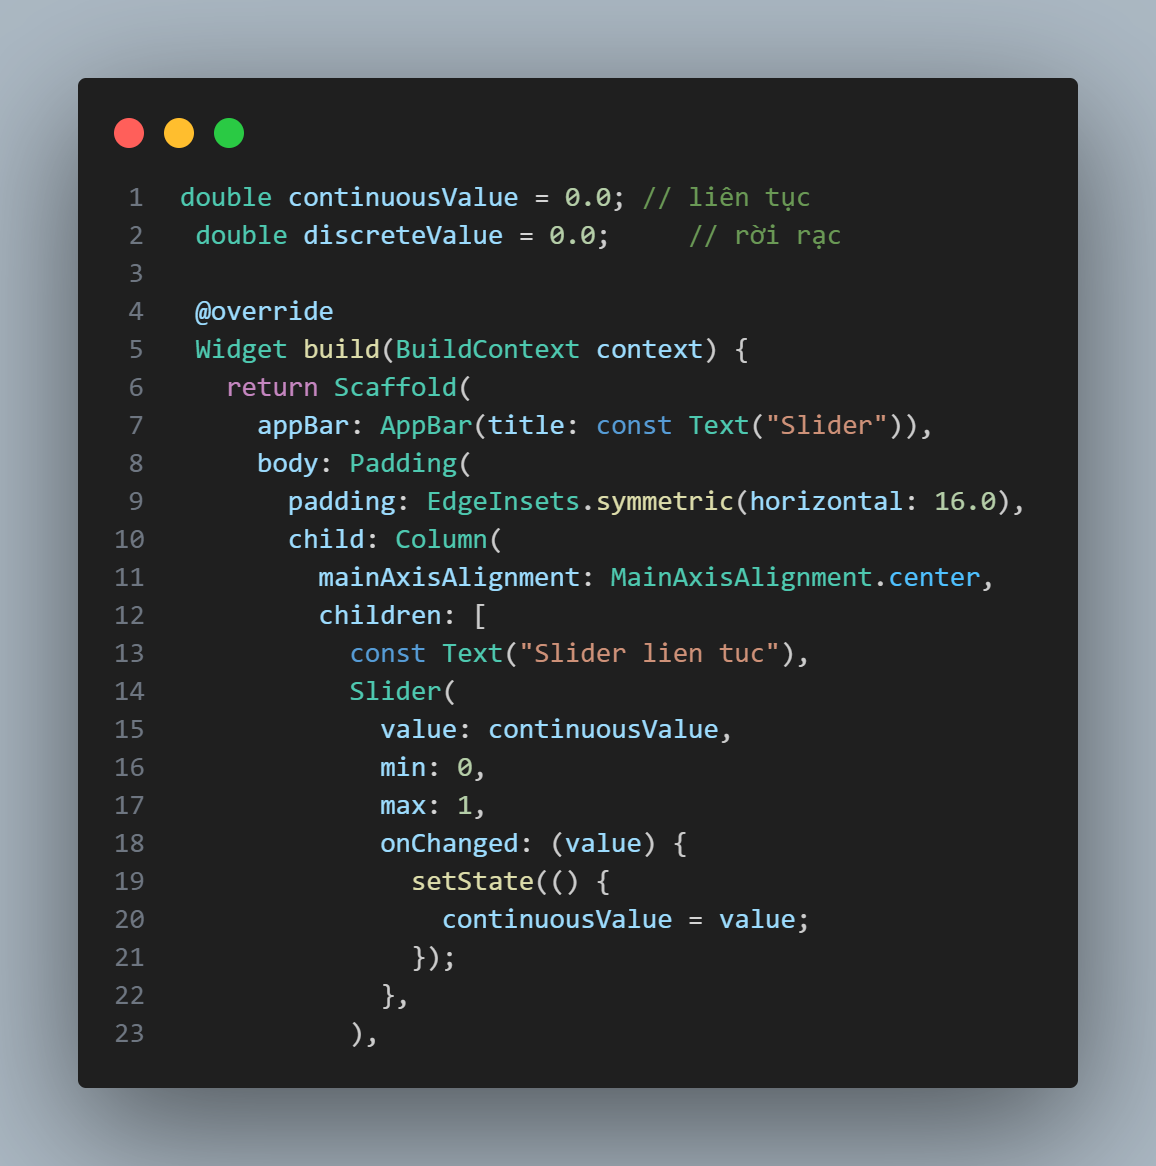 1 double continuousValue = 0.0; // liên tục
2 double discreteValue = 0.0; // rời rạc
3
4 @override
5 Widget build(BuildContext context) {
6 return Scaffold(
7 appBar: AppBar(title: const Text("Slider")),
8 body: Padding(
9 padding: EdgeInsets.symmetric(horizontal: 16.0),
10 child: Column(
11 mainAxisAlignment: MainAxisAlignment.center,
12 children: [
13 const Text("Slider lien tuc"),
14 Slider(
15 value: continuousValue,
16 min: 0,
17 max: 1,
18 onChanged: (value) {
19 setState(() {
20 continuousValue = value;
21 });
22 },
23 ),